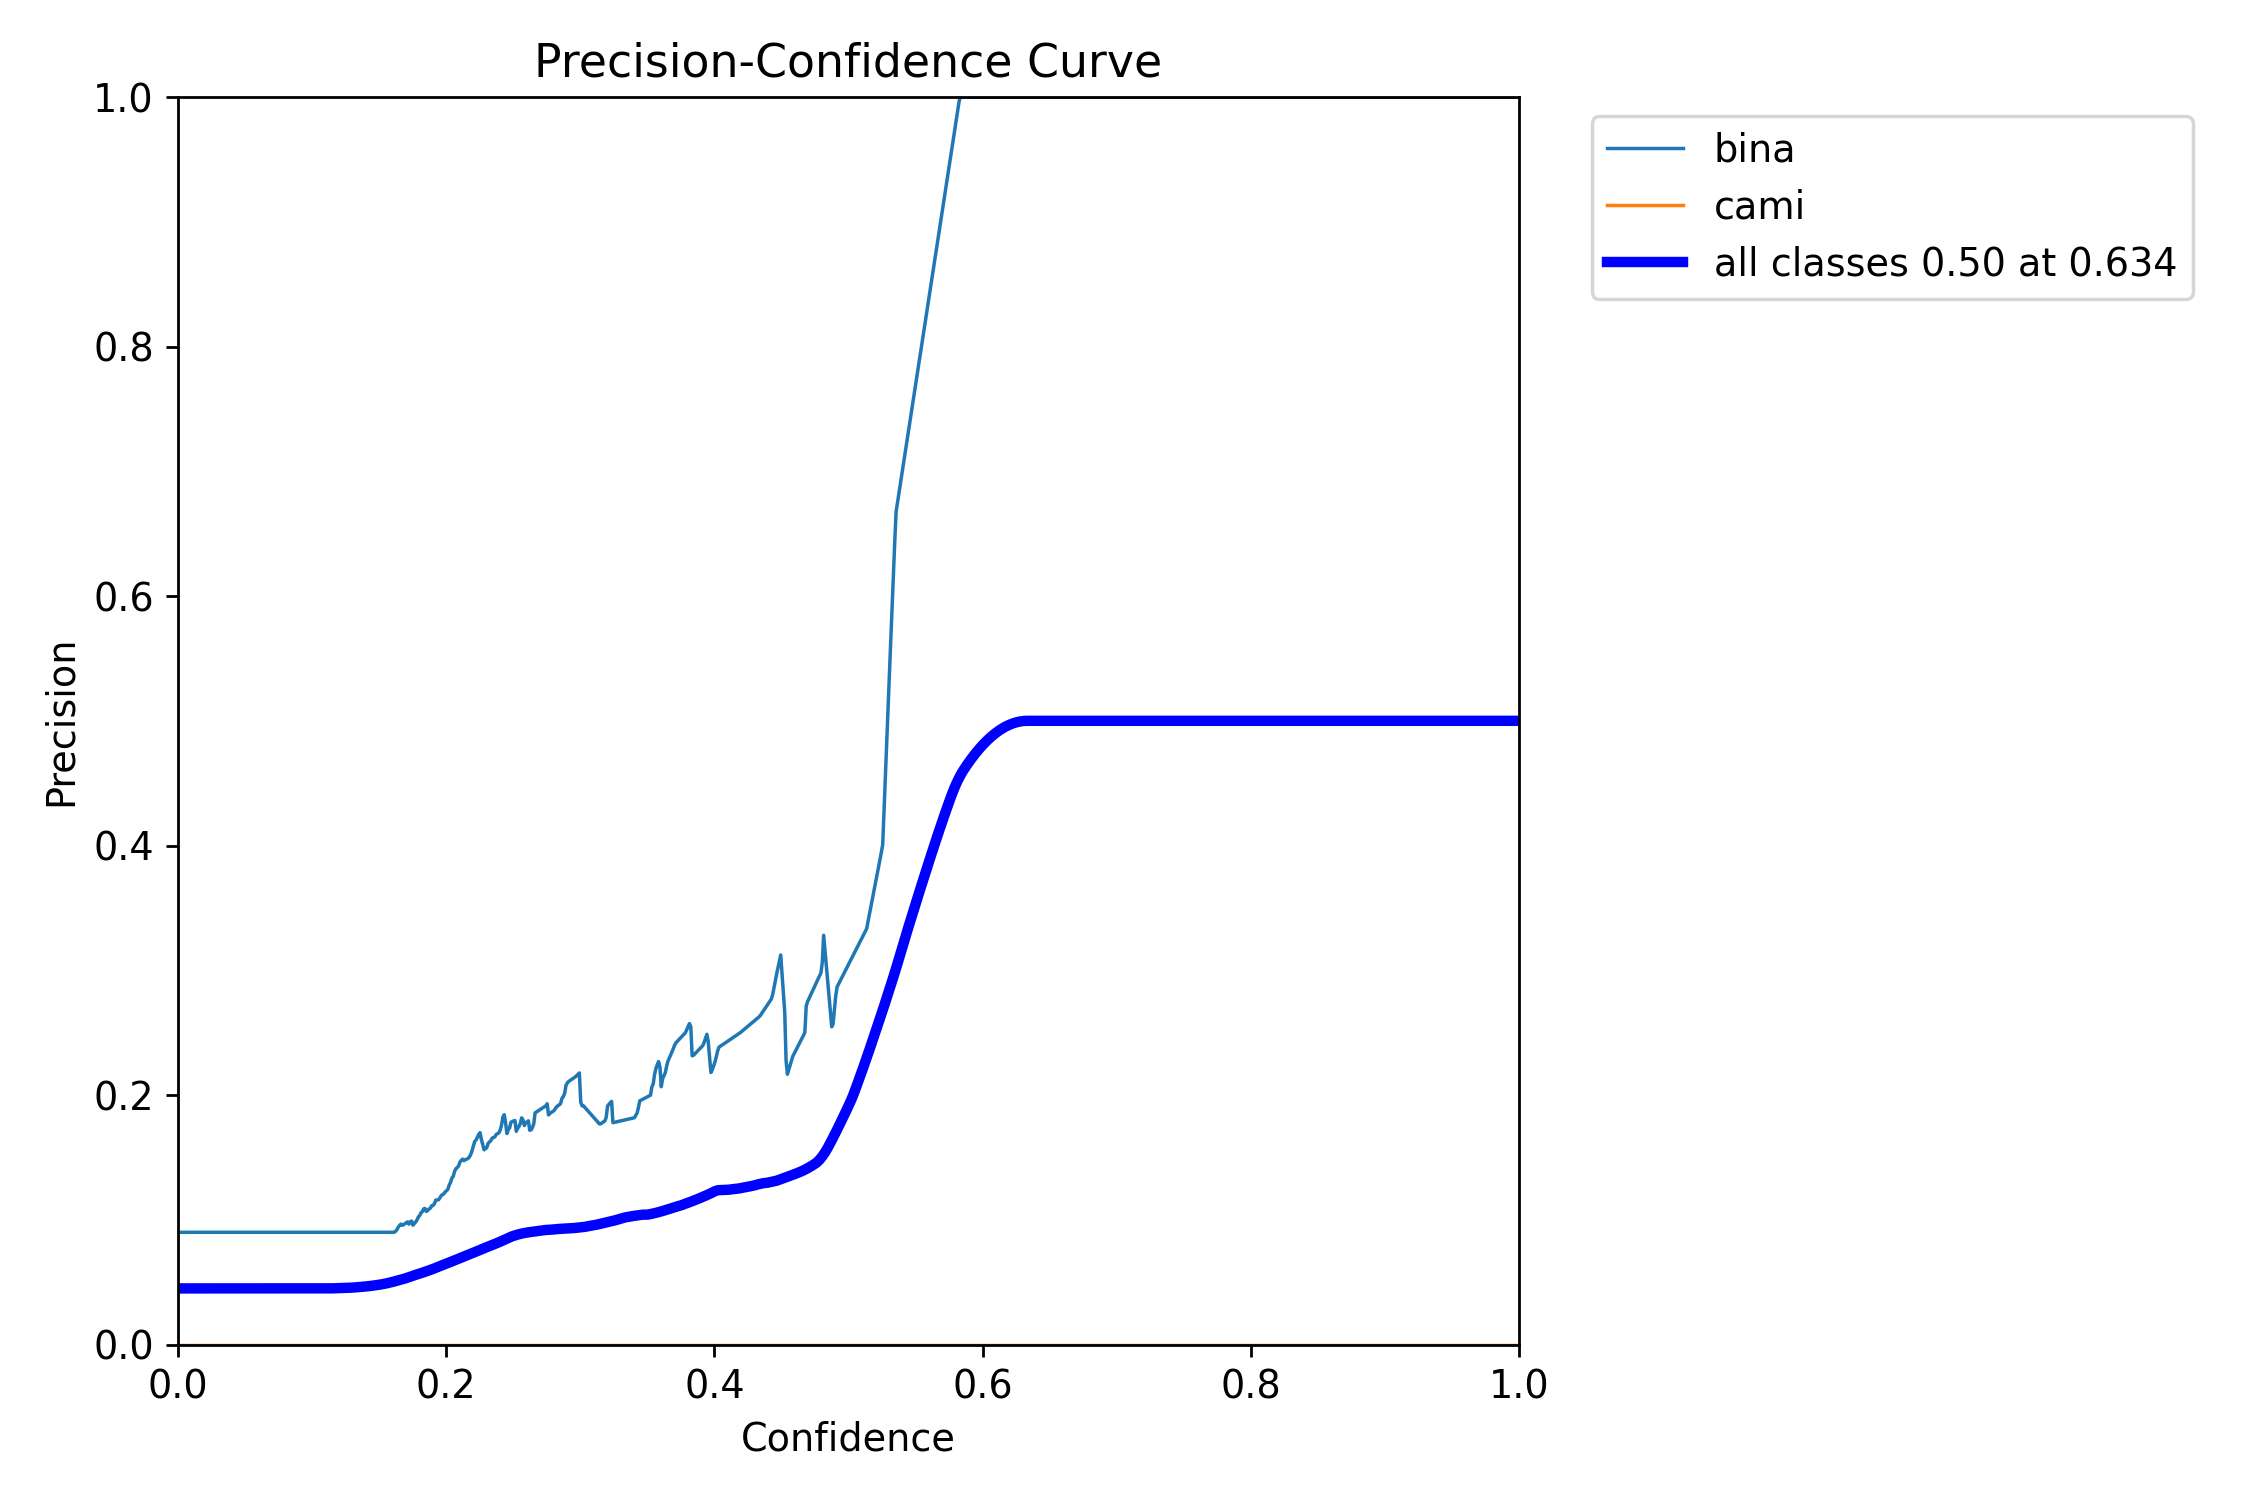 Precision-Confidence Curve
1.0
0.8
0.6
0.4
0.2
0.0
Precision
0.0 0.2 0.4 0.6 0.8 1.0
Confidence
bina
cami
all classes 0.50 at 0.634